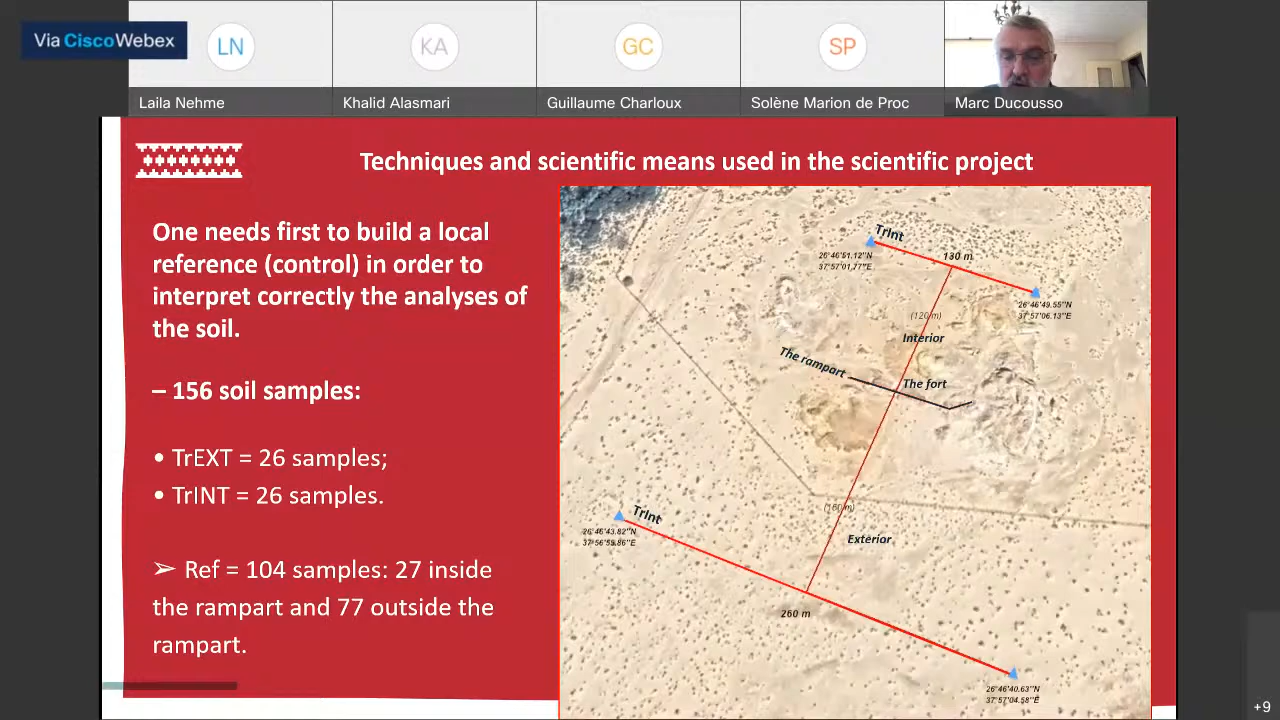 Via Cisco Webex
LN
KA
GC
SP
Laila Nehme
Khalid Alasmari
Guillaume Charloux
Solène Marion de Proc
Marc Ducousso
Techniques and scientific means used in the scientific project
One needs first to build a local
reference (control) in order to
interpret correctly the analyses of
the soil.
– 156 soil samples:
• TrEXT = 26 samples;
• TrINT = 26 samples.
➢ Ref = 104 samples: 27 inside
the rampart and 77 outside the
rampart.
TrInt
26°46'51.12"N
37°57'01.77"E
130 m
26°46'49.55"N
37°57'06.13"E
(120 m)
Interior
The rampart
The fort
(160 m)
TrInt
26°46'43.82"N
37°56'59.86"E
Exterior
260 m
26°46'40.63"N
37°57'04.58"E
+9